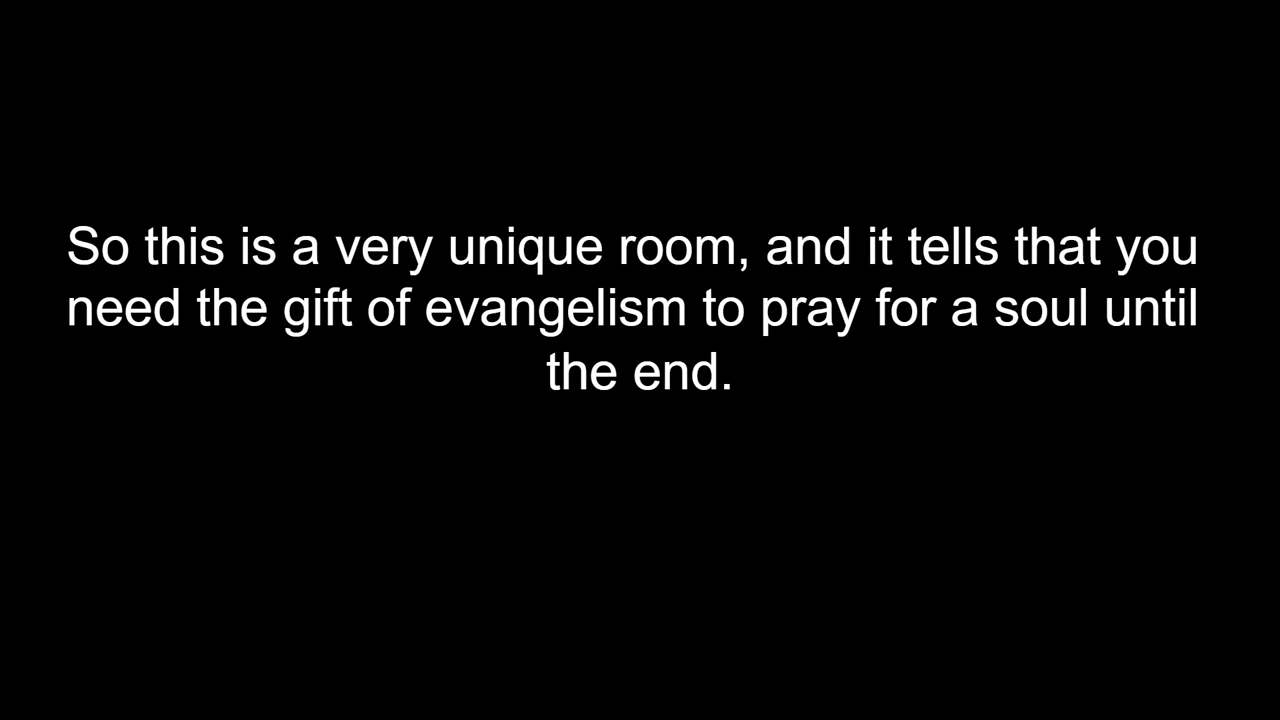 So this is a very unique room, and it tells that you
need the gift of evangelism to pray for a soul until
the end.